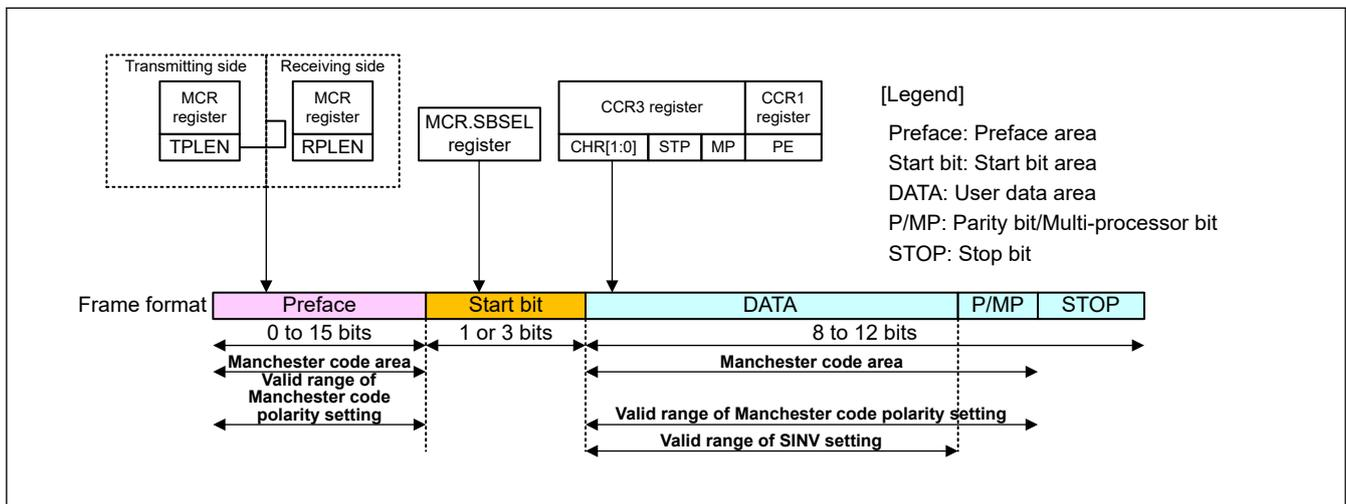 Transmitting side
Receiving side
MCR
register
TPLEN
MCR
register
RPLEN
MCR.SBSEL
register
CCR3 register
CCR1
register
CHR[1:0]
STP
MP
PE
[Legend]
Preface: Preface area
Start bit: Start bit area
DATA: User data area
P/MP: Parity bit/Multi-processor bit
STOP: Stop bit
Frame format
Preface
Start bit
DATA
P/MP
STOP
0 to 15 bits
1 or 3 bits
8 to 12 bits
Manchester code area
Manchester code area
Valid range of
Manchester code
polarity setting
Valid range of Manchester code polarity setting
Valid range of SINV setting